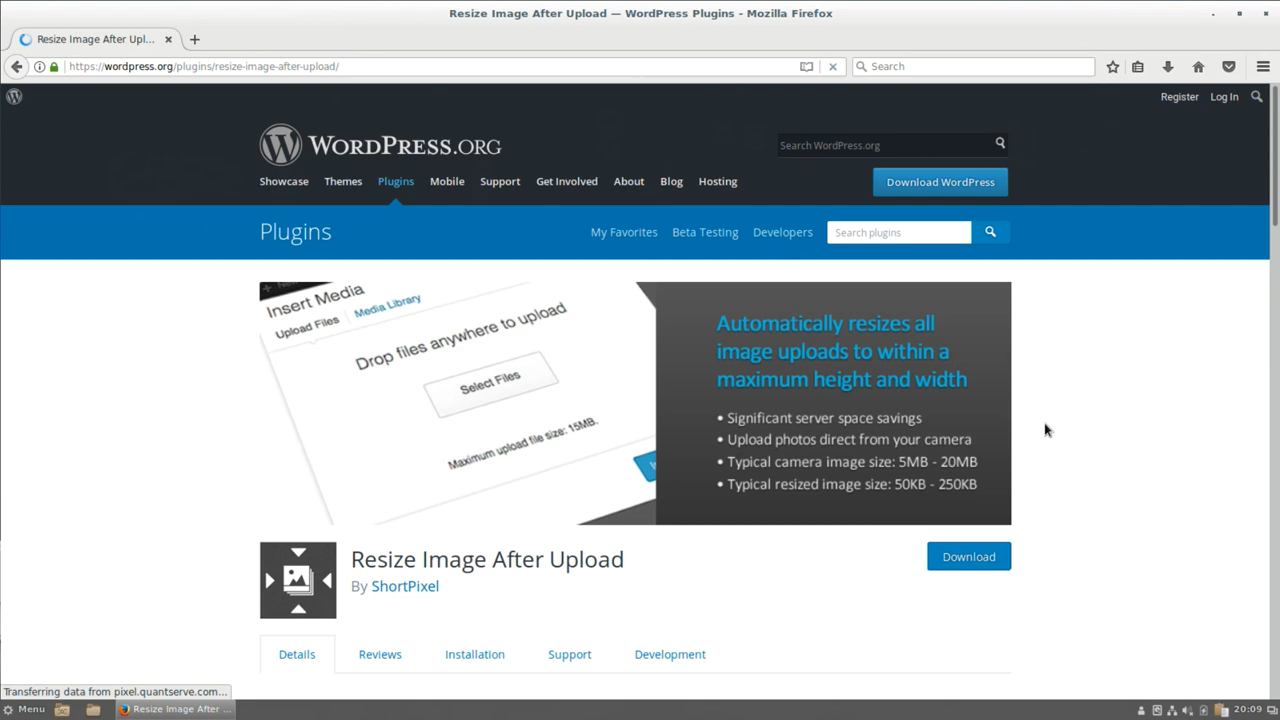 Resize Image After Upload — WordPress Plugins - Mozilla Firefox
Resize Image After Upl...
https://wordpress.org/plugins/resize-image-after-upload/
Search
Register
Log In
WORDPRESS.ORG
Search WordPress.org
Showcase
Themes
Plugins
Mobile
Support
Get Involved
About
Blog
Hosting
Download WordPress
Plugins
My Favorites
Beta Testing
Developers
Search plugins
Insert Media
Upload Files
Media Library
Drop files anywhere to upload
Select Files
Maximum upload file size: 15MB.
Automatically resizes all
image uploads to within a
maximum height and width
• Significant server space savings
• Upload photos direct from your camera
• Typical camera image size: 5MB - 20MB
• Typical resized image size: 50KB - 250KB
Resize Image After Upload
Download
By ShortPixel
Details
Reviews
Installation
Support
Development
Transferring data from pixel.quantserve.com...
Menu
Resize Image After ...
20:09